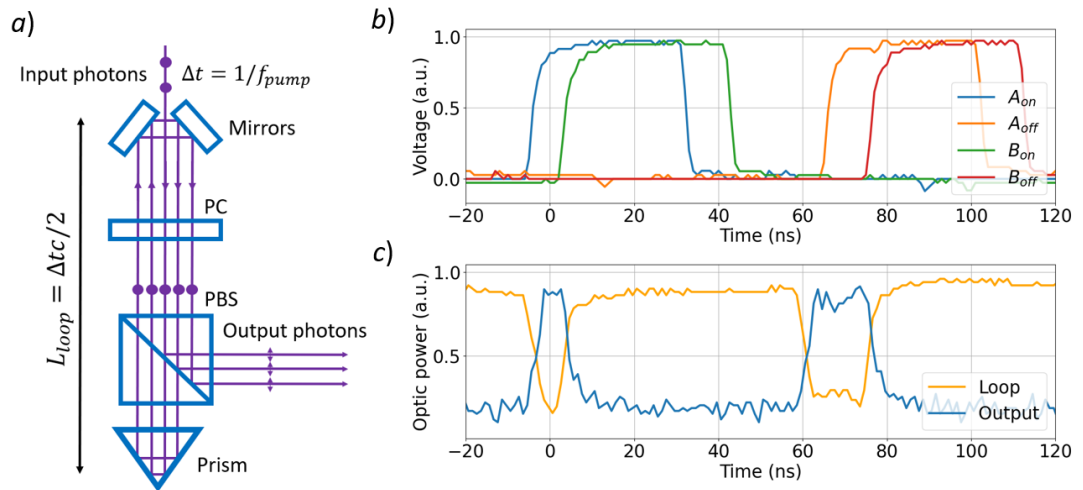 a)
Input photons
Δt = 1/f_pump
Mirrors
PC
L_loop = Δtc/2
PBS
Output photons
Prism
b)
Voltage (a.u.)
1.0
0.5
0.0
A_on
A_off
B_on
B_off
−20 0 20 40 60 80 100 120
Time (ns)
c)
Optic power (a.u.)
1.0
0.5
Loop
Output
−20 0 20 40 60 80 100 120
Time (ns)